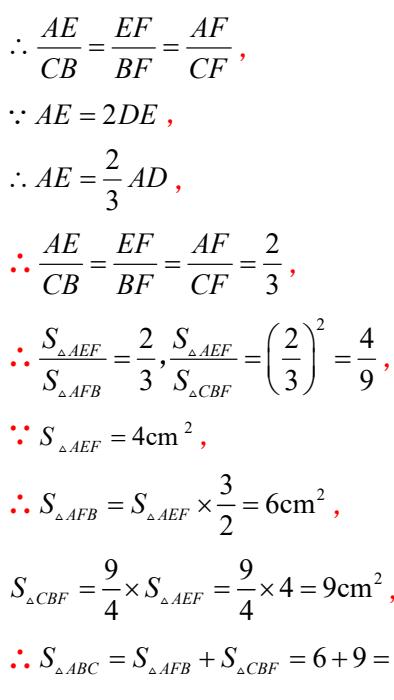 ∴ AE/CB = EF/BF = AF/CF，
∵ AE = 2DE，
∴ AE = 2/3 AD，
∴ AE/CB = EF/BF = AF/CF = 2/3，
∴ S△AEF/S△AFB = 2/3, S△AEF/S△CBF = (2/3)² = 4/9，
∵ S△AEF = 4cm²，
∴ S△AFB = S△AEF × 3/2 = 6cm²，
S△CBF = 9/4 × S△AEF = 9/4 × 4 = 9cm²，
∴ S△ABC = S△AFB + S△CBF = 6 + 9 =